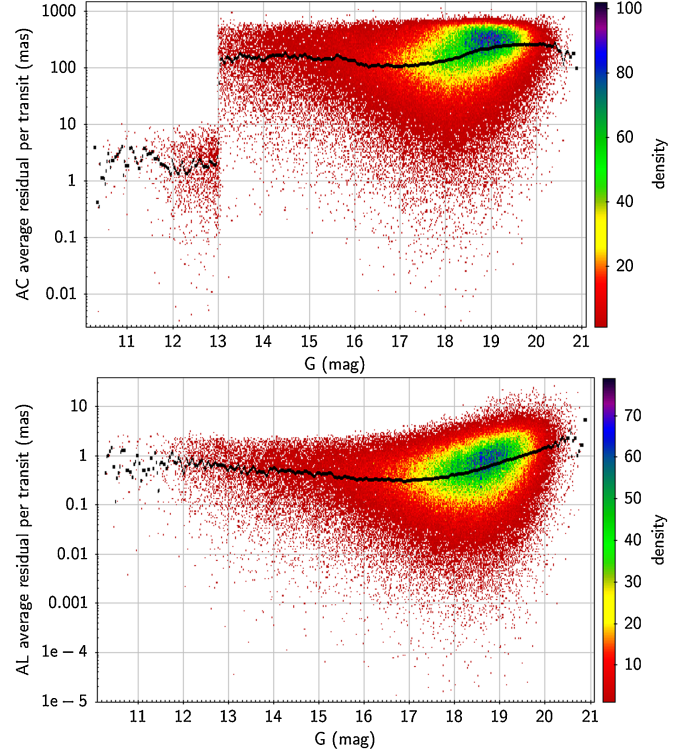 AC average residual per transit (mas)
1000
100
10
1
0.1
0.01
11 12 13 14 15 16 17 18 19 20 21
G (mag)
100
80
60
40
20
density
AL average residual per transit (mas)
10
1
0.1
0.01
0.001
1e − 4
1e − 5
11 12 13 14 15 16 17 18 19 20 21
G (mag)
70
60
50
40
30
20
10
density